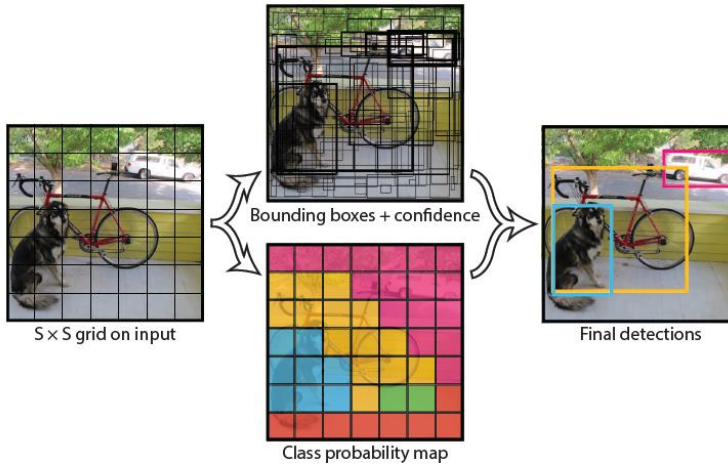 Bounding boxes + confidence
S × S grid on input
Final detections
Class probability map